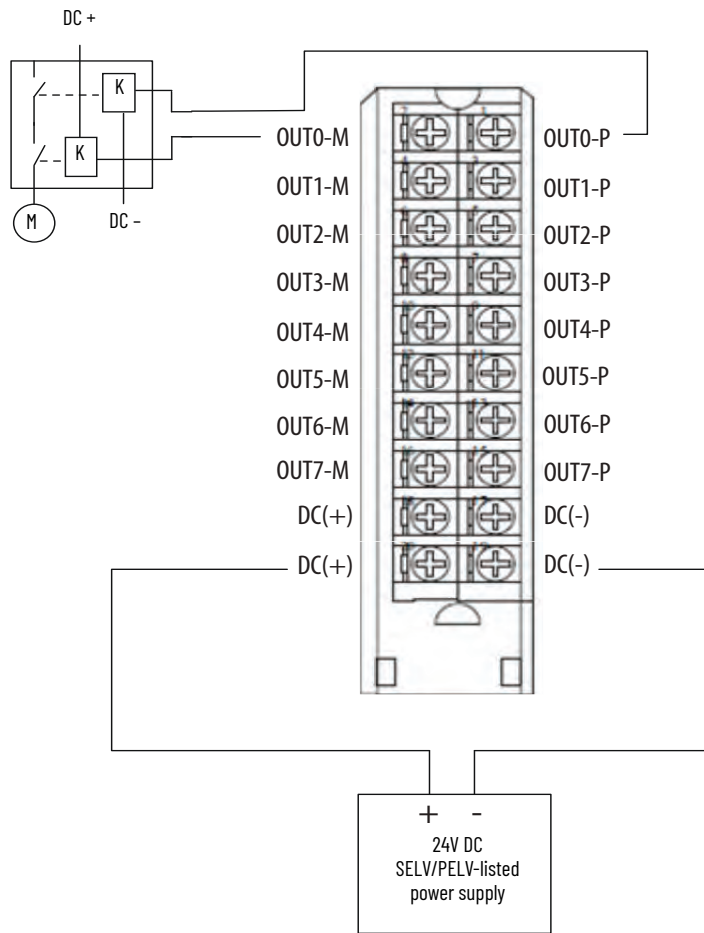 DC +
K
K
M
DC -
OUT0-M
OUT0-P
OUT1-M
OUT1-P
OUT2-M
OUT2-P
OUT3-M
OUT3-P
OUT4-M
OUT4-P
OUT5-M
OUT5-P
OUT6-M
OUT6-P
OUT7-M
OUT7-P
DC(+)
DC(-)
DC(+)
DC(-)
+ -
24V DC
SELV/PELV-listed
power supply